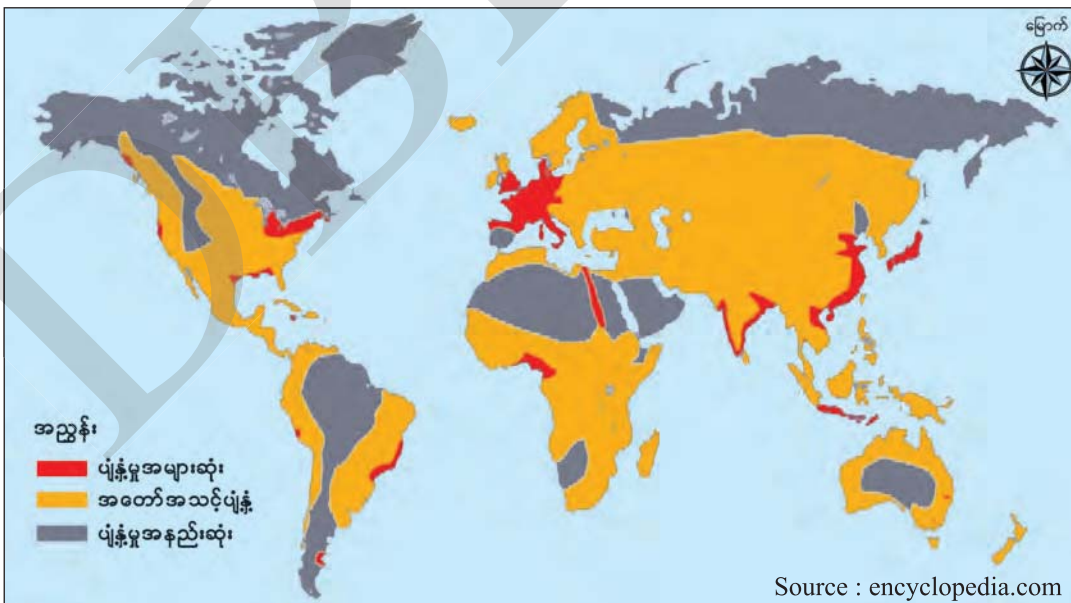 မြောက်
အညွှန်း
ပျံ့နှံ့မှုအများဆုံး
အတော်အသင့်ပျံ့နှံ့
ပျံ့နှံ့မှုအနည်းဆုံး
Source : encyclopedia.com